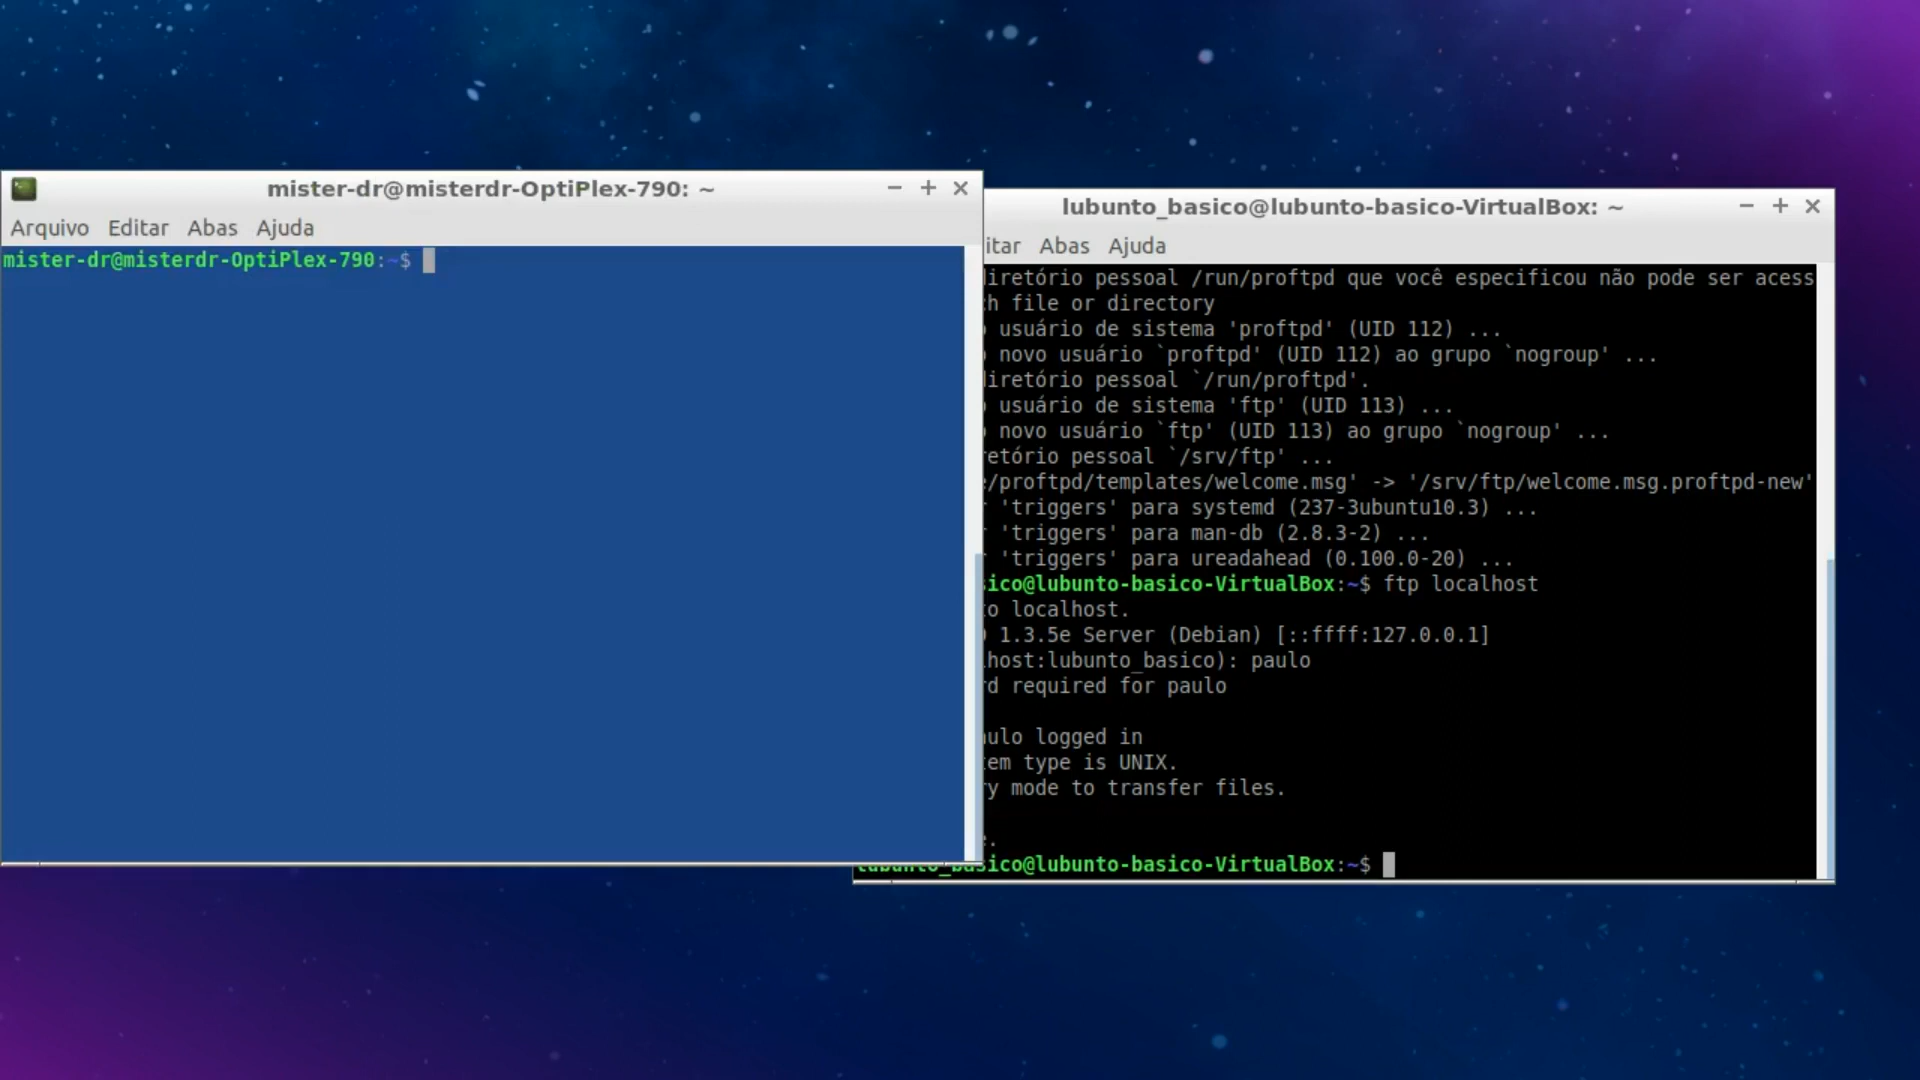 mister-dr@misterdr-OptiPlex-790: ~
Arquivo Editar Abas Ajuda
mister-dr@misterdr-OptiPlex-790:~$
lubunto_basico@lubunto-basico-VirtualBox: ~
itar Abas Ajuda
iretório pessoal /run/proftpd que você especificou não pode ser acess
h file or directory
usuário de sistema 'proftpd' (UID 112) ...
novo usuário `proftpd' (UID 112) ao grupo `nogroup' ...
iretório pessoal `/run/proftpd'.
usuário de sistema 'ftp' (UID 113) ...
novo usuário `ftp' (UID 113) ao grupo `nogroup' ...
retório pessoal `/srv/ftp' ...
/proftpd/templates/welcome.msg' -> '/srv/ftp/welcome.msg.proftpd-new'
'triggers' para systemd (237-3ubuntu10.3) ...
'triggers' para man-db (2.8.3-2) ...
'triggers' para ureadahead (0.100.0-20) ...
ico@lubunto-basico-VirtualBox:~$ ftp localhost
o localhost.
1.3.5e Server (Debian) [::ffff:127.0.0.1]
host:lubunto_basico): paulo
d required for paulo
ulo logged in
em type is UNIX.
y mode to transfer files.
.
lubunto_basico@lubunto-basico-VirtualBox:~$